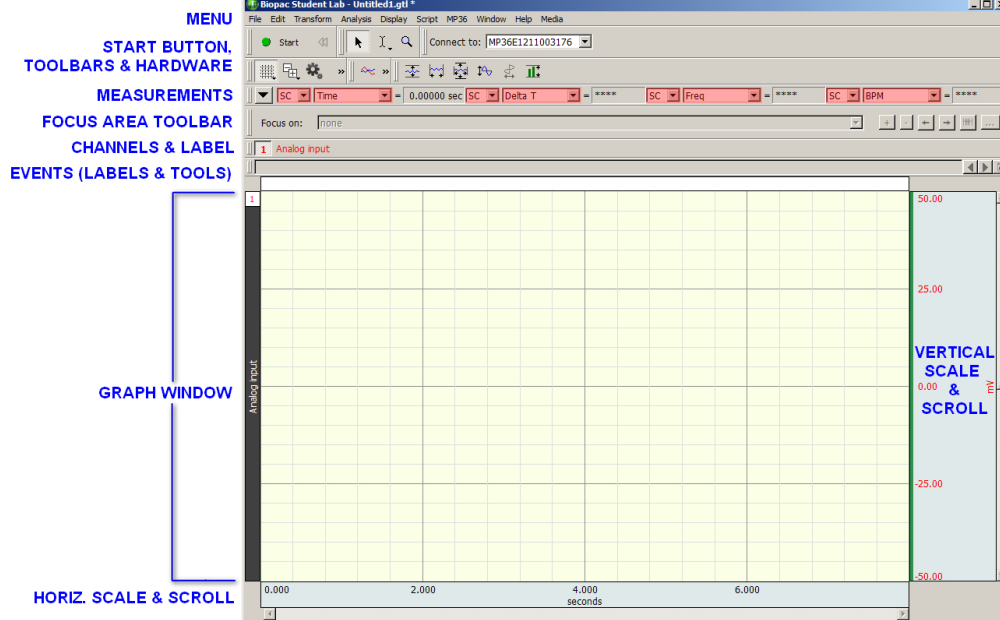 Biopac Student Lab - Untitled1.gtl *
MENU
File Edit Transform Analysis Display Script MP36 Window Help Media
START BUTTON,
TOOLBARS & HARDWARE
Start
Connect to: MP36E1211003176
» »
MEASUREMENTS
SC Time = 0.00000 sec SC Delta T = **** SC Freq = **** SC BPM = ****
FOCUS AREA TOOLBAR
Focus on: none + - ...
CHANNELS & LABEL
1 Analog input
EVENTS (LABELS & TOOLS)
1
50.00
25.00
GRAPH WINDOW
Analog input
VERTICAL
SCALE
0.00 mV
&
SCROLL
-25.00
-50.00
HORIZ. SCALE & SCROLL
0.000 2.000 4.000 6.000
seconds